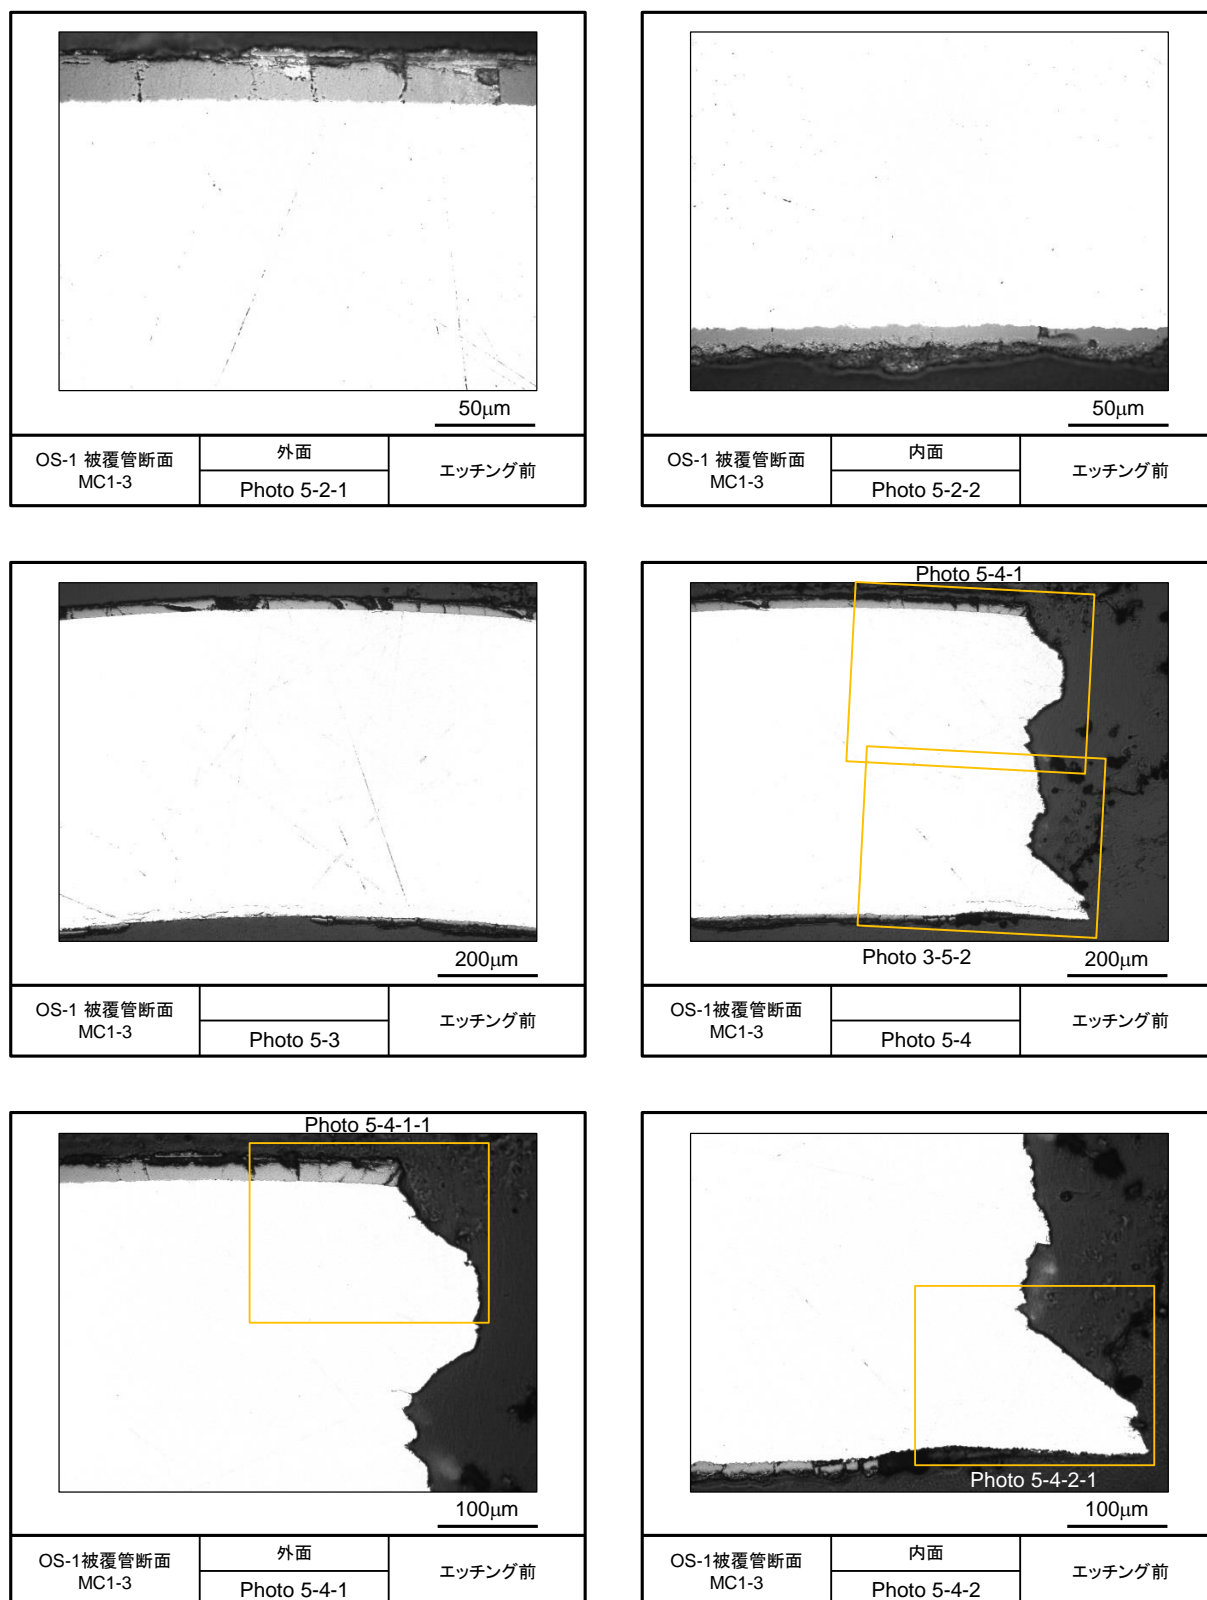 50μm
OS-1 被覆管断面
MC1-3
外面
Photo 5-2-1
エッチング前
50μm
OS-1 被覆管断面
MC1-3
内面
Photo 5-2-2
エッチング前
200μm
OS-1 被覆管断面
MC1-3
Photo 5-3
エッチング前
Photo 5-4-1
Photo 3-5-2
200μm
OS-1被覆管断面
MC1-3
Photo 5-4
エッチング前
Photo 5-4-1-1
100μm
OS-1被覆管断面
MC1-3
外面
Photo 5-4-1
エッチング前
Photo 5-4-2-1
100μm
OS-1被覆管断面
MC1-3
内面
Photo 5-4-2
エッチング前